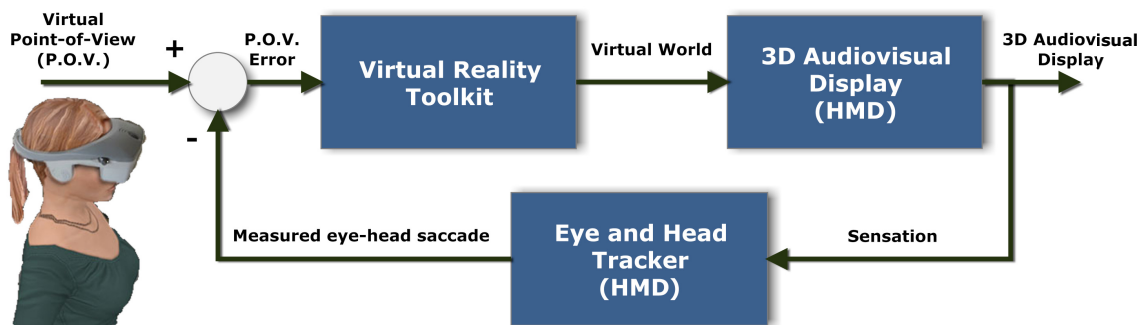 Virtual
Point-of-View
(P.O.V.)
+
-
P.O.V.
Error
Virtual Reality
Toolkit
Virtual World
3D Audiovisual
Display
(HMD)
3D Audiovisual
Display
Measured eye-head saccade
Eye and Head
Tracker
(HMD)
Sensation